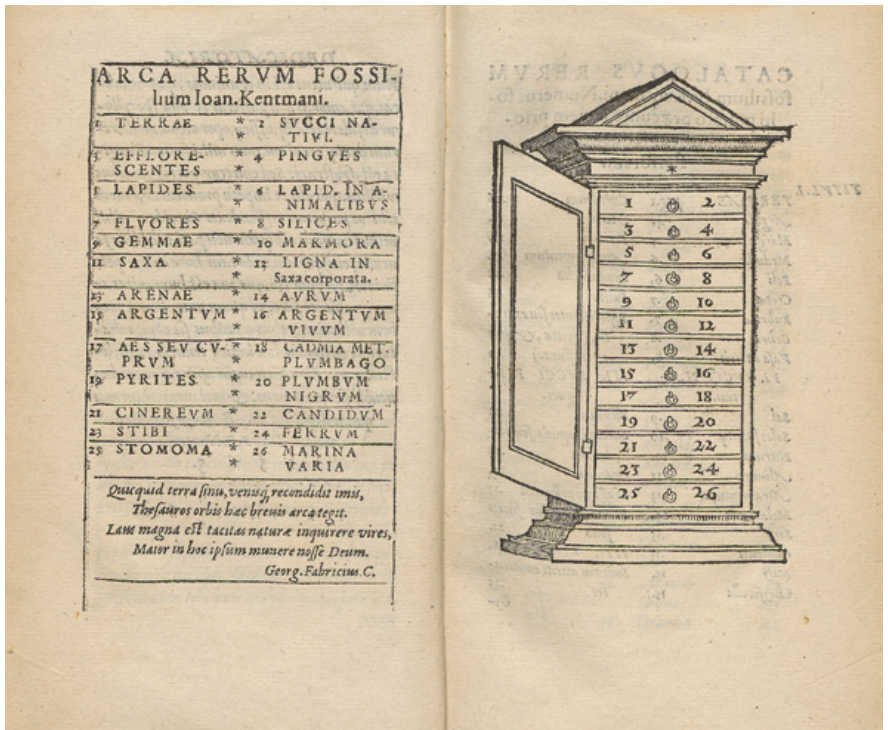 ARCA RERVM FOSSI-
lium Ioan. Kentmani.
1 TERRAE * 2 SVCCI NA-
* TIVI.
3 EFFLORE- * 4 PINGVES
SCENTES *
5 LAPIDES * 6 LAPID. IN A-
* NIMALIBVS
7 FLVORES * 8 SILICES
9 GEMMAE * 10 MARMORA
11 SAXA * 12 LIGNA IN
* Saxa corporata.
13 ARENAE * 14 AVRVM
15 ARGENTVM * 16 ARGENTVM
* VIVVM
17 AES SEV CV- * 18 CADMIA MET.
PRVM * PLVMBAGO
19 PYRITES * 20 PLVMBVM
* NIGRVM
21 CINEREVM * 22 CANDIDVM
23 STIBI * 24 FERRVM
25 STOMOMA * 26 MARINA
* VARIA
Quicquid terra sinu, venisq́ recondidit imis,
Thesauros orbis hæc breuis arca tegit.
Laus magna est tacitas naturæ inquirere vires,
Maior in hoc ipsum munere nosse Deum.
Georg. Fabricius. C.
*
1 2
3 4
5 6
7 8
9 10
11 12
13 14
15 16
17 18
19 20
21 22
23 24
25 26